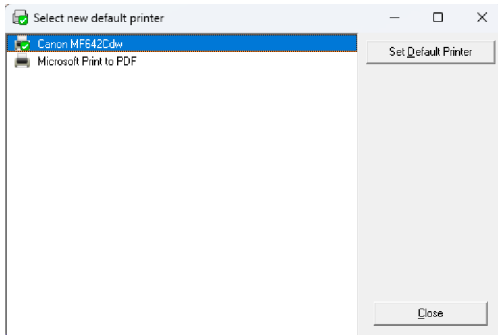 Select new default printer
Canon MF642Cdw
Set Default Printer
Microsoft Print to PDF
Close